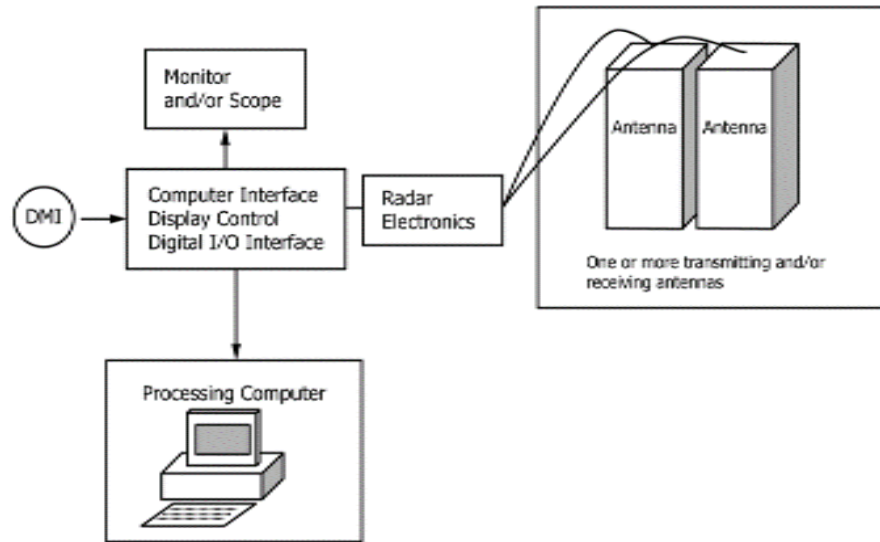 Monitor
and/or Scope
DMI
Computer Interface
Display Control
Digital I/O Interface
Radar
Electronics
Antenna
Antenna
One or more transmitting and/or
receiving antennas
Processing Computer